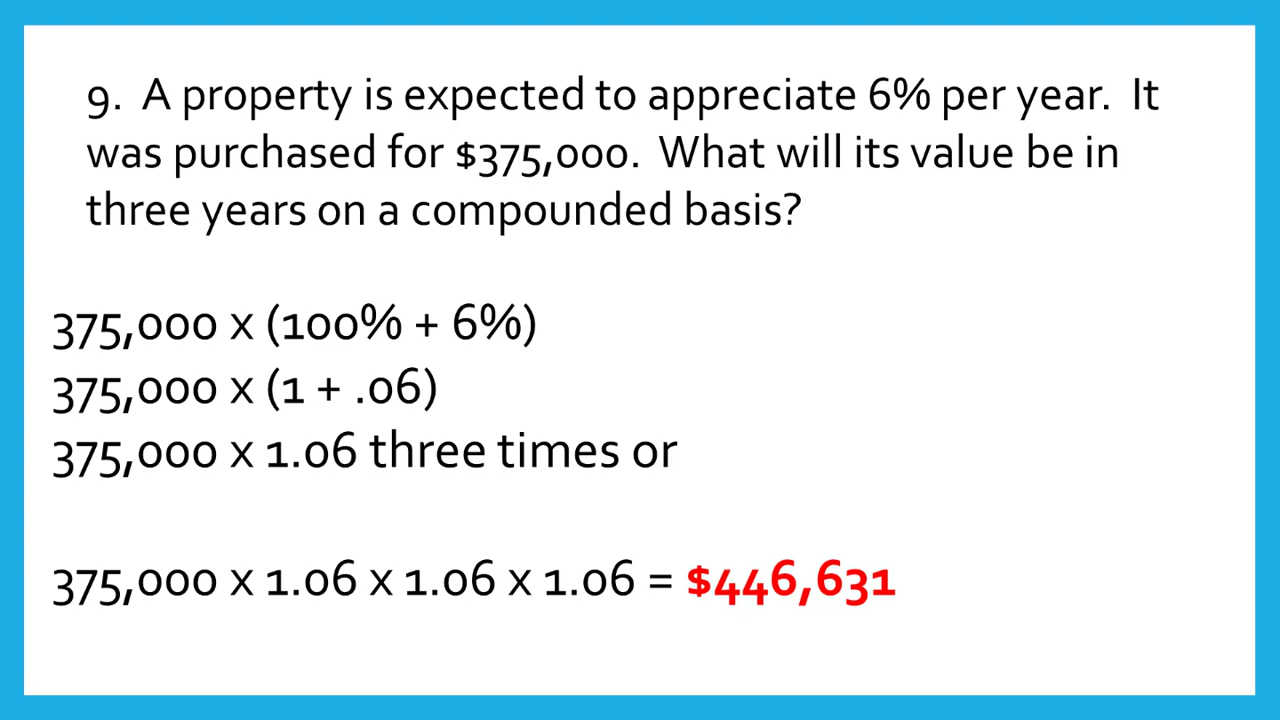 9. A property is expected to appreciate 6% per year. It
was purchased for $375,000. What will its value be in
three years on a compounded basis?
375,000 x (100% + 6%)
375,000 x (1 + .06)
375,000 x 1.06 three times or
375,000 x 1.06 x 1.06 x 1.06 = $446,631